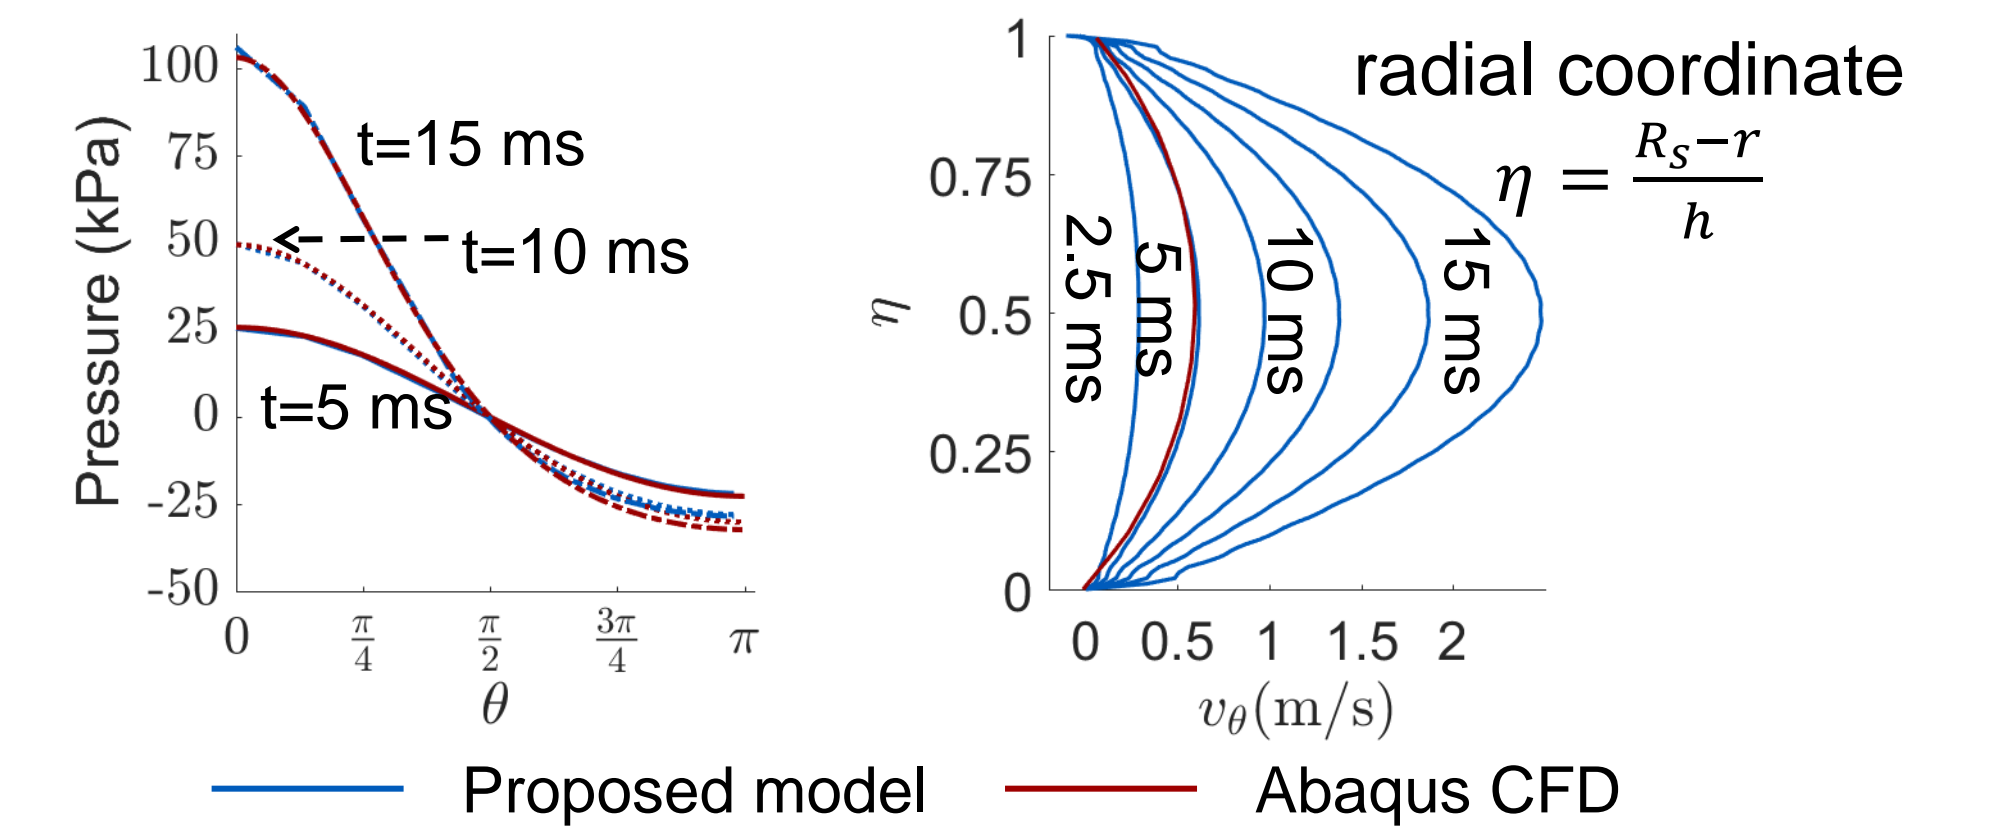 Pressure (kPa)
100
75
50
25
0
-25
-50
t=15 ms
t=10 ms
t=5 ms
0
π/4
π/2
3π/4
π
θ
η
1
0.75
0.5
0.25
0
2.5 ms
5 ms
10 ms
15 ms
radial coordinate
η = (R_s−r)/h
0 0.5 1 1.5 2
v_θ(m/s)
Proposed model
Abaqus CFD